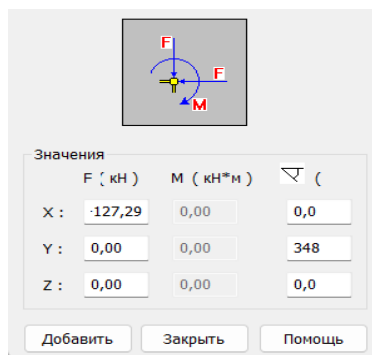 F
F
M
Значения
F ( кН ) M ( кН*м ) (
X : -127,29 0,00 0,0
Y : 0,00 0,00 348
Z : 0,00 0,00 0,0
Добавить Закрыть Помощь